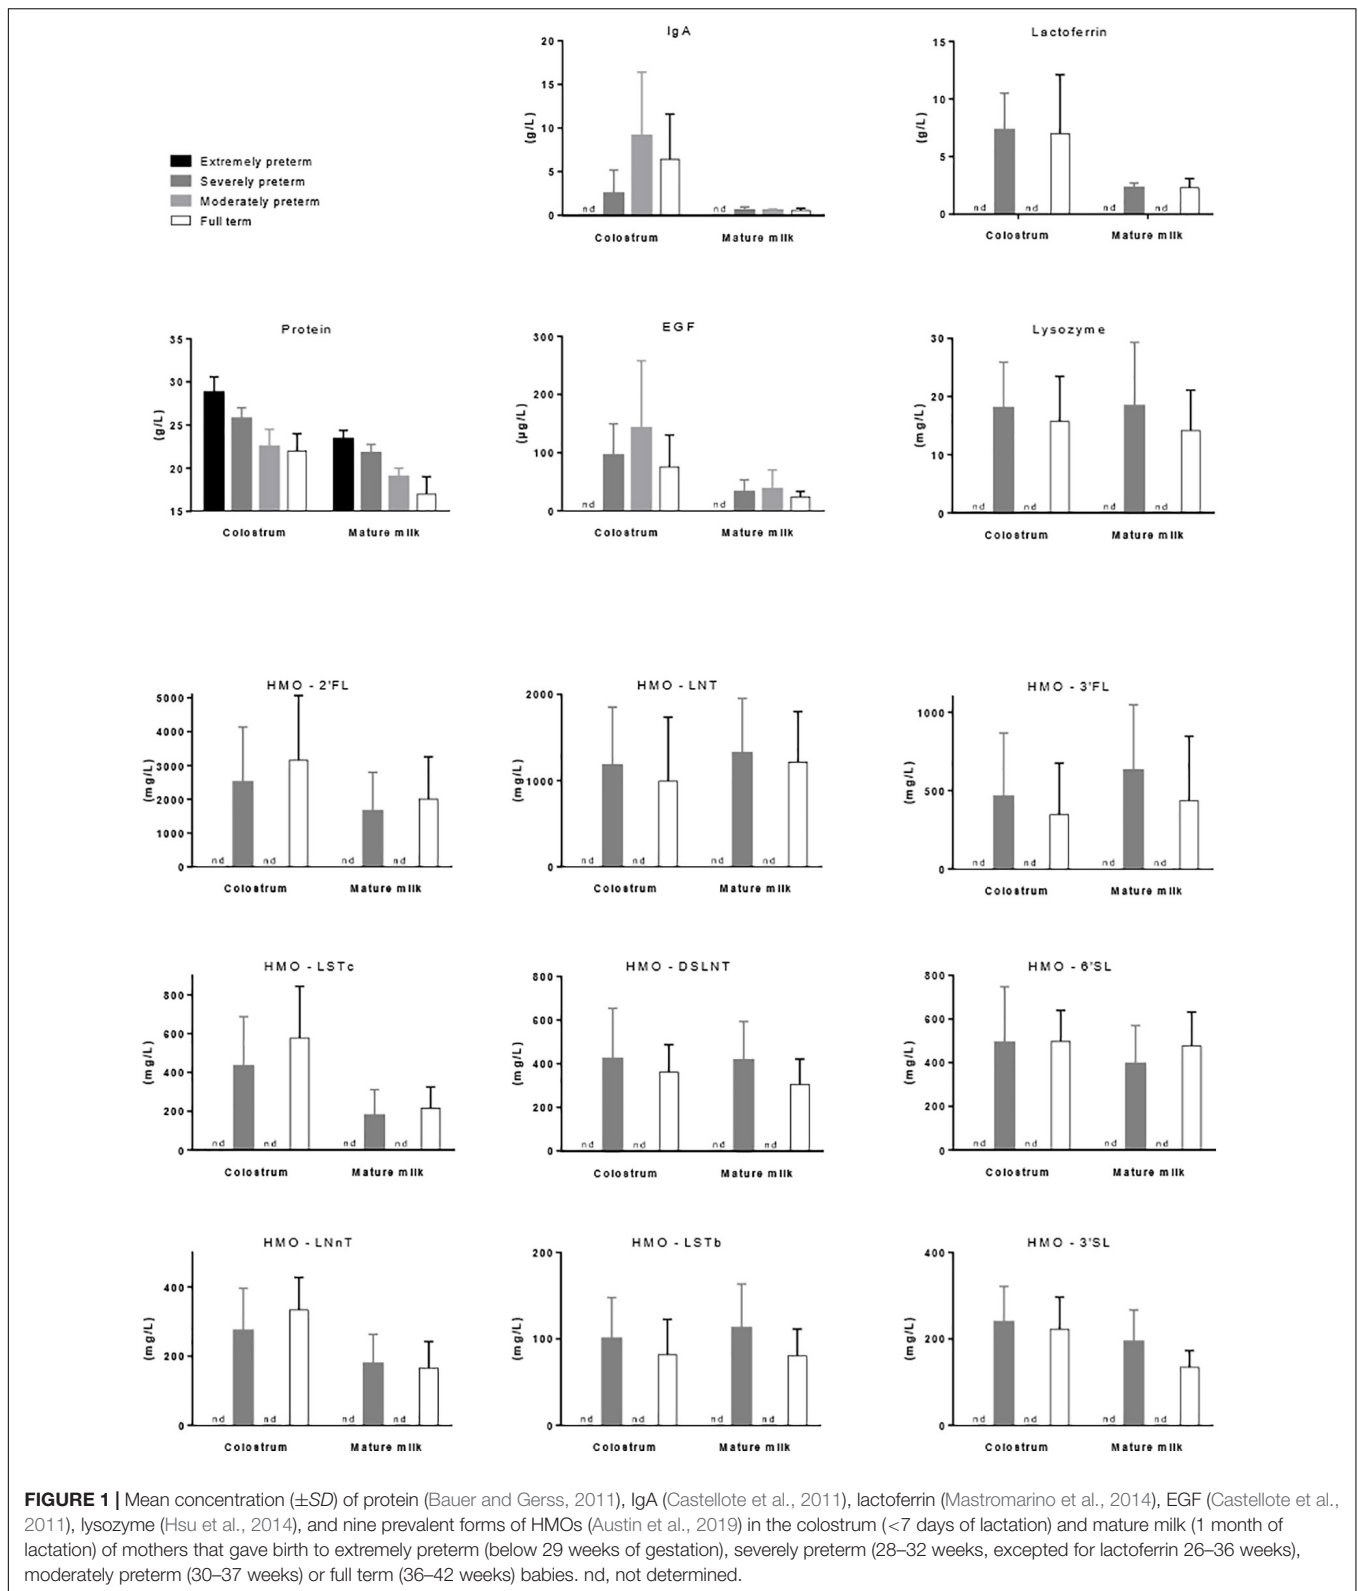 IgA
20
15
10
5
0
(g/L)
nd
nd
Colostrum
Mature milk
Lactoferrin
15
10
5
0
(g/L)
nd
nd
nd
nd
Colostrum
Mature milk
Extremely preterm
Severely preterm
Moderately preterm
Full term
Protein
35
30
25
20
15
(g/L)
Colostrum
Mature milk
EGF
300
200
100
0
(µg/L)
nd
nd
Colostrum
Mature milk
Lysozyme
30
20
10
0
(mg/L)
nd
nd
nd
nd
Colostrum
Mature milk
HMO - 2'FL
5000
4000
3000
2000
1000
0
(mg/L)
nd
nd
nd
nd
Colostrum
Mature milk
HMO - LNT
2000
1000
0
(mg/L)
nd
nd
nd
nd
Colostrum
Mature milk
HMO - 3'FL
1000
500
0
(mg/L)
nd
nd
nd
nd
Colostrum
Mature milk
HMO - LSTc
800
600
400
200
0
(mg/L)
nd
nd
nd
nd
Colostrum
Mature milk
HMO - DSLNT
800
600
400
200
0
(mg/L)
nd
nd
nd
nd
Colostrum
Mature milk
HMO - 6'SL
800
600
400
200
0
(mg/L)
nd
nd
nd
nd
Colostrum
Mature milk
HMO - LNnT
400
200
0
(mg/L)
nd
nd
nd
nd
Colostrum
Mature milk
HMO - LSTb
200
100
0
(mg/L)
nd
nd
nd
nd
Colostrum
Mature milk
HMO - 3'SL
400
200
0
(mg/L)
nd
nd
nd
nd
Colostrum
Mature milk
FIGURE 1 | Mean concentration (±SD) of protein (Bauer and Gerss, 2011), IgA (Castellote et al., 2011), lactoferrin (Mastromarino et al., 2014), EGF (Castellote et al.,
2011), lysozyme (Hsu et al., 2014), and nine prevalent forms of HMOs (Austin et al., 2019) in the colostrum (<7 days of lactation) and mature milk (1 month of
lactation) of mothers that gave birth to extremely preterm (below 29 weeks of gestation), severely preterm (28–32 weeks, excepted for lactoferrin 26–36 weeks),
moderately preterm (30–37 weeks) or full term (36–42 weeks) babies. nd, not determined.